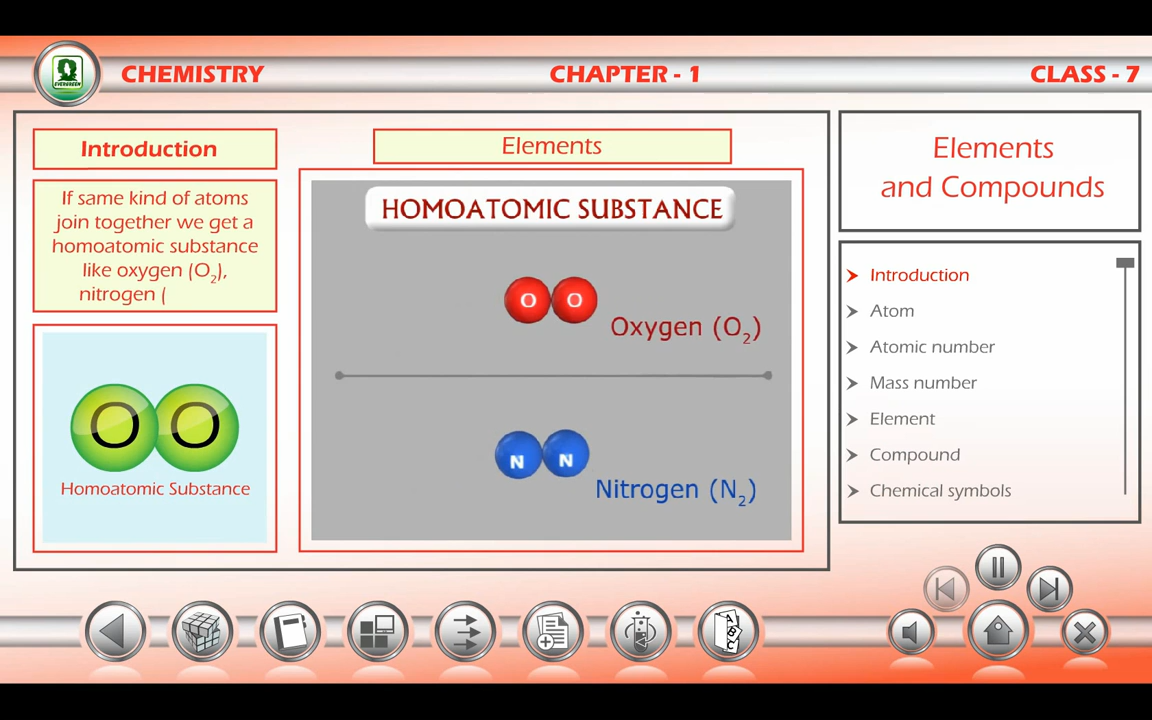 EVERGREEN
CHEMISTRY
CHAPTER - 1
CLASS - 7
Introduction
If same kind of atoms
join together we get a
homoatomic substance
like oxygen (O₂),
nitrogen (
O O
Homoatomic Substance
Elements
HOMOATOMIC SUBSTANCE
O O
Oxygen (O₂)
N N
Nitrogen (N₂)
Elements
and Compounds
Introduction
Atom
Atomic number
Mass number
Element
Compound
Chemical symbols
A
B
C